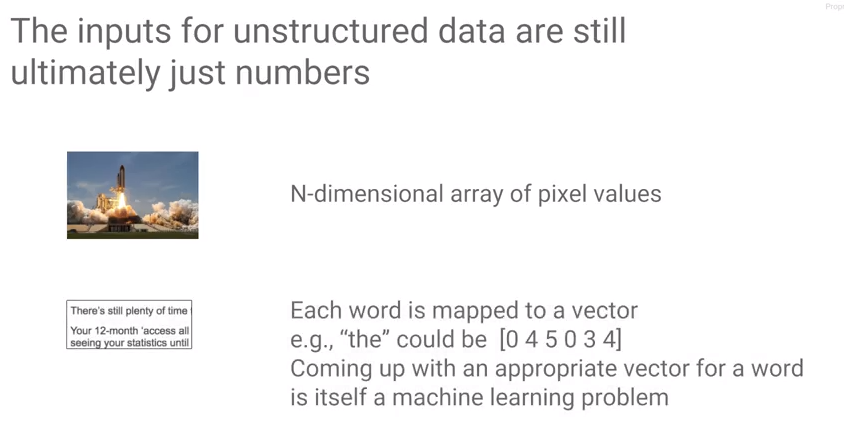 Propr
The inputs for unstructured data are still
ultimately just numbers
N-dimensional array of pixel values
There's still plenty of time
Your 12-month 'access all
seeing your statistics until
Each word is mapped to a vector
e.g., “the” could be [0 4 5 0 3 4]
Coming up with an appropriate vector for a word
is itself a machine learning problem